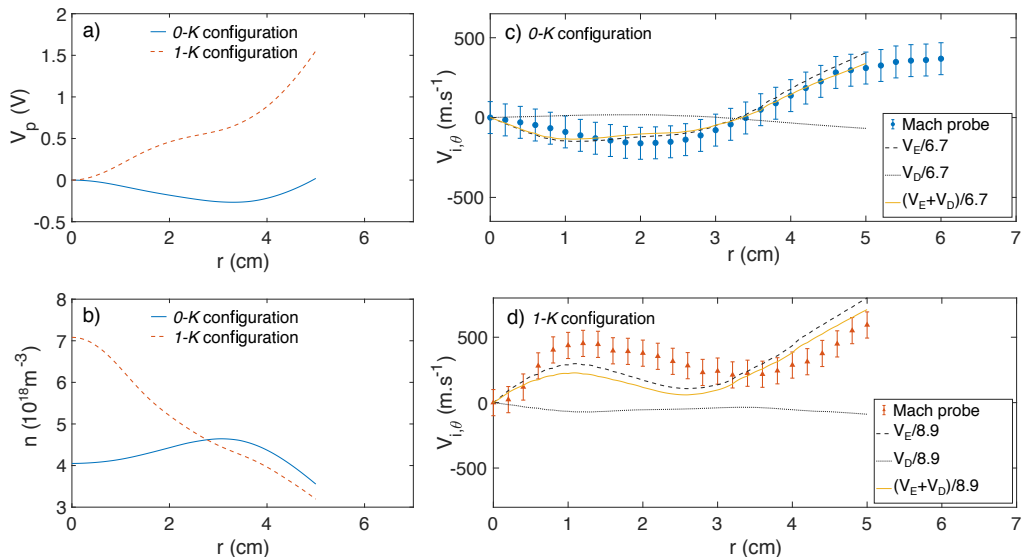 a)
0-K configuration
1-K configuration
V_p (V)
2
1.5
1
0.5
0
-0.5
0
2
4
6
r (cm)
c) 0-K configuration
V_{i,θ} (m.s⁻¹)
500
0
-500
Mach probe
V_E/6.7
V_D/6.7
(V_E+V_D)/6.7
0
1
2
3
4
5
6
7
r (cm)
b)
0-K configuration
1-K configuration
n (10¹⁸m⁻³)
8
7
6
5
4
3
0
2
4
6
r (cm)
d) 1-K configuration
V_{i,θ} (m.s⁻¹)
500
0
-500
Mach probe
V_E/8.9
V_D/8.9
(V_E+V_D)/8.9
0
1
2
3
4
5
6
7
r (cm)